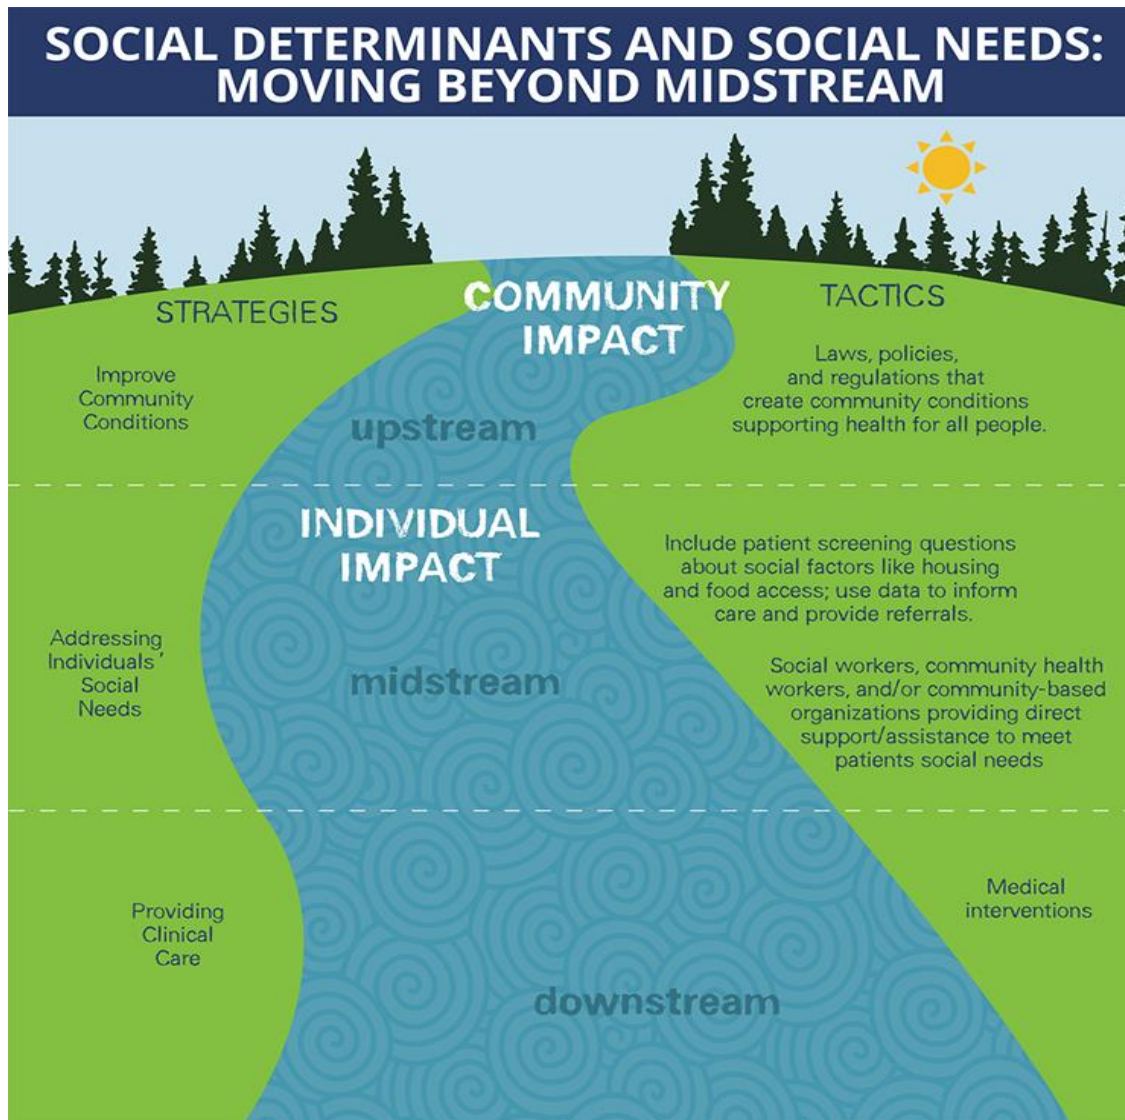 SOCIAL DETERMINANTS AND SOCIAL NEEDS:
MOVING BEYOND MIDSTREAM
STRATEGIES
COMMUNITY
IMPACT
TACTICS
Improve
Community
Conditions
upstream
Laws, policies,
and regulations that
create community conditions
supporting health for all people.
INDIVIDUAL
IMPACT
Addressing
Individuals'
Social
Needs
midstream
Include patient screening questions
about social factors like housing
and food access; use data to inform
care and provide referrals.
Social workers, community health
workers, and/or community-based
organizations providing direct
support/assistance to meet
patients social needs
Providing
Clinical
Care
downstream
Medical
interventions